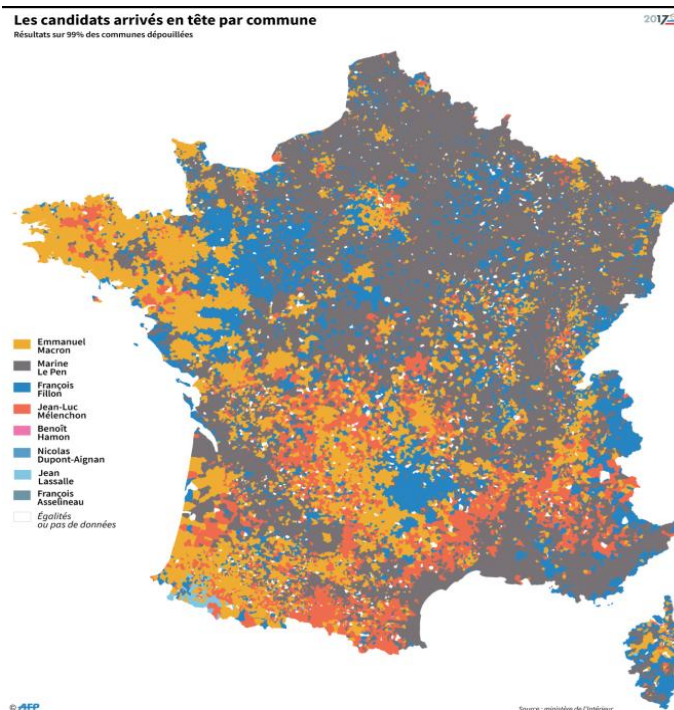 Les candidats arrivés en tête par commune
Résultats sur 99% des communes dépouillées
2017
Emmanuel
Macron
Marine
Le Pen
François
Fillon
Jean-Luc
Mélenchon
Benoît
Hamon
Nicolas
Dupont-Aignan
Jean
Lassalle
François
Asselineau
Égalités
ou pas de données
© AFP
Source : ministère de l'Intérieur